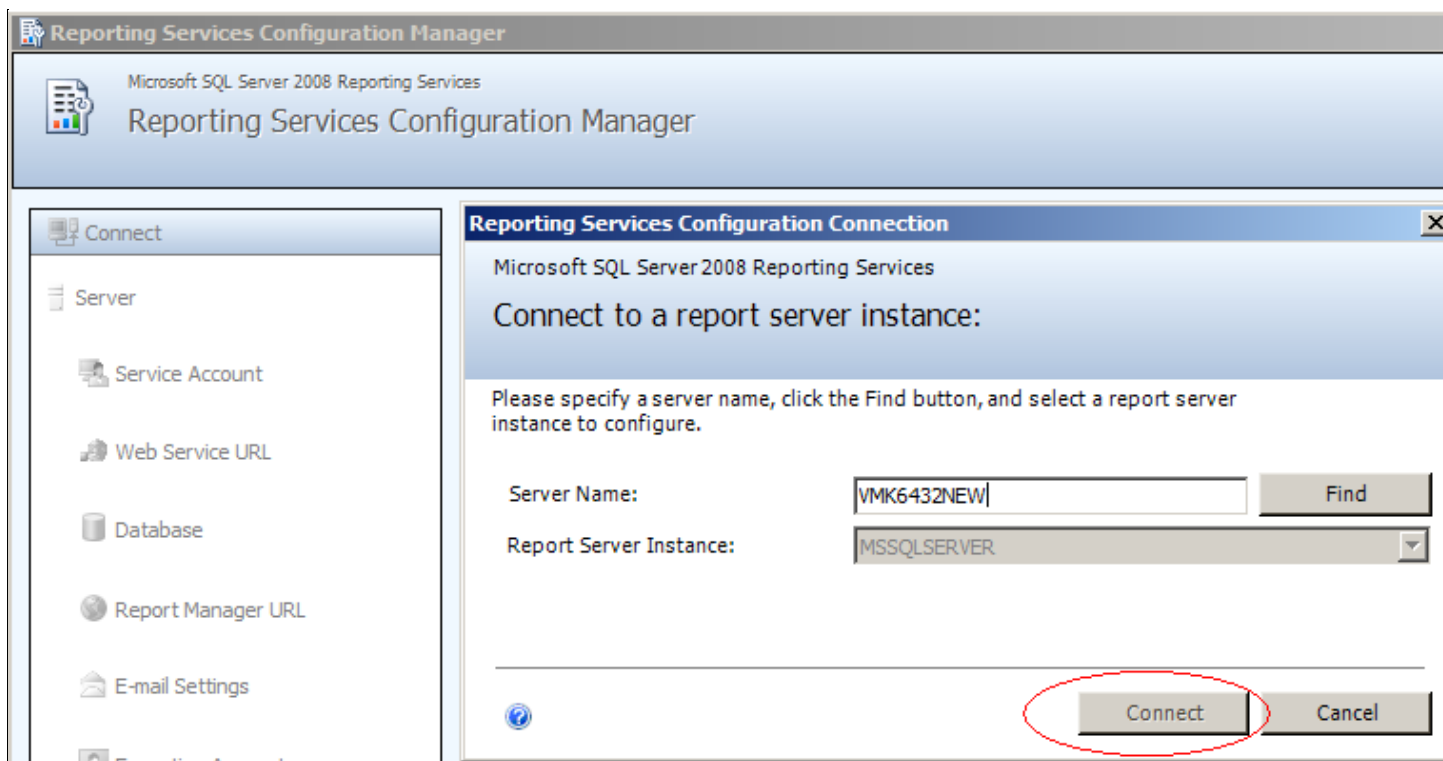 Reporting Services Configuration Manager
Microsoft SQL Server 2008 Reporting Services
Reporting Services Configuration Manager
Connect
Server
Service Account
Web Service URL
Database
Report Manager URL
E-mail Settings
Reporting Services Configuration Connection
Microsoft SQL Server 2008 Reporting Services
Connect to a report server instance:
Please specify a server name, click the Find button, and select a report server
instance to configure.
Server Name: VMK6432NEW Find
Report Server Instance: MSSQLSERVER
Connect Cancel